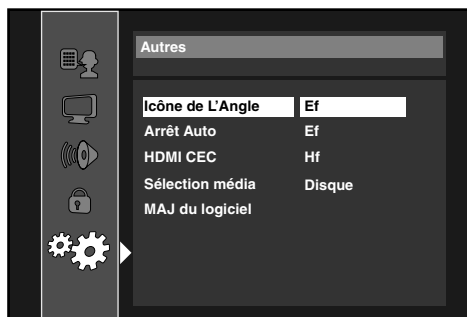 Autres
Icône de L'Angle Ef
Arrêt Auto Ef
HDMI CEC Hf
Sélection média Disque
MAJ du logiciel